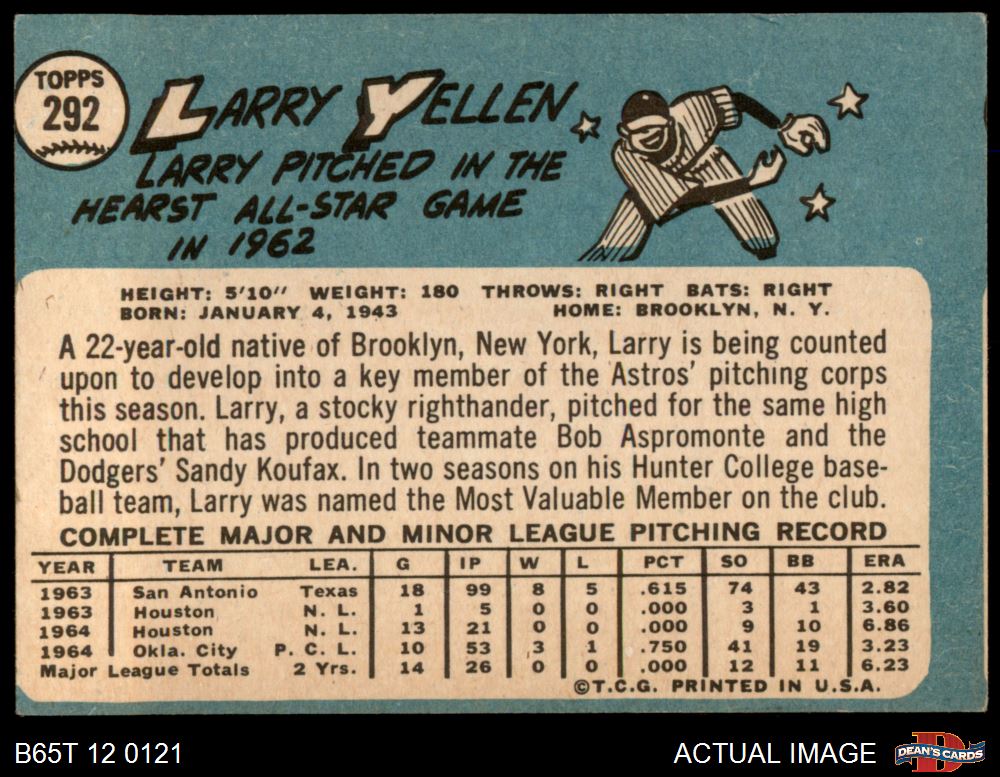 TOPPS
292
LARRY YELLEN
LARRY PITCHED IN THE
HEARST ALL-STAR GAME
IN 1962
HEIGHT: 5'10" WEIGHT: 180 THROWS: RIGHT BATS: RIGHT
BORN: JANUARY 4, 1943 HOME: BROOKLYN, N. Y.
A 22-year-old native of Brooklyn, New York, Larry is being counted
upon to develop into a key member of the Astros' pitching corps
this season. Larry, a stocky righthander, pitched for the same high
school that has produced teammate Bob Aspromonte and the
Dodgers' Sandy Koufax. In two seasons on his Hunter College base-
ball team, Larry was named the Most Valuable Member on the club.
COMPLETE MAJOR AND MINOR LEAGUE PITCHING RECORD
YEAR TEAM LEA. G IP W L PCT SO BB ERA
1963 San Antonio Texas 18 99 8 5 .615 74 43 2.82
1963 Houston N. L. 1 5 0 0 .000 3 1 3.60
1964 Houston N. L. 13 21 0 0 .000 9 10 6.86
1964 Okla. City P. C. L. 10 53 3 1 .750 41 19 3.23
Major League Totals 2 Yrs. 14 26 0 0 .000 12 11 6.23
©T.C.G. PRINTED IN U.S.A.
B65T 12 0121 ACTUAL IMAGE
D
DEAN'S CARDS